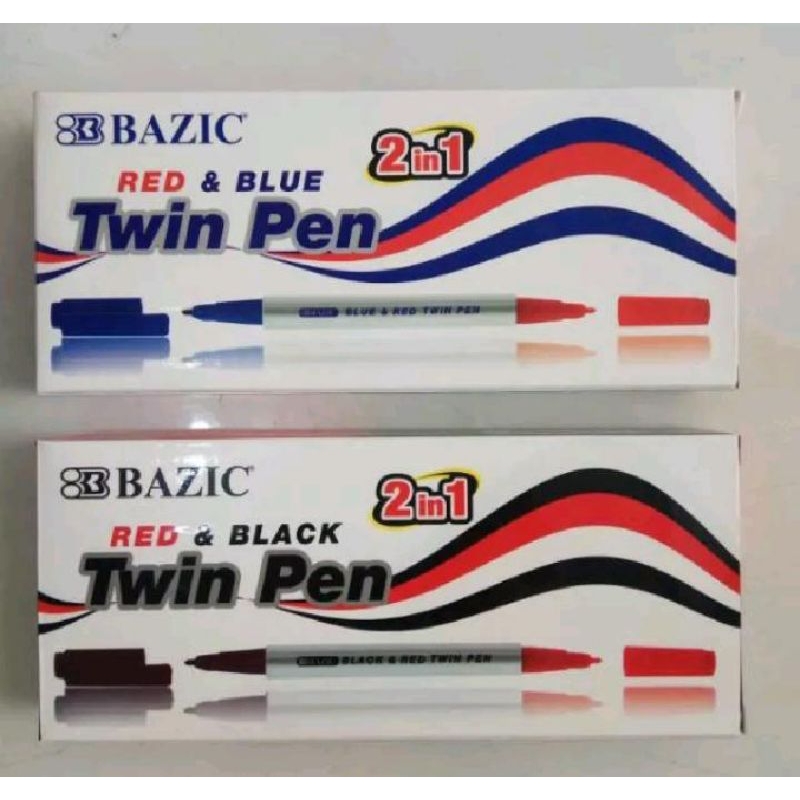 BAZIC
2in1
RED & BLUE
Twin Pen
BLUE & RED TWIN PEN
BAZIC
2in1
RED & BLACK
Twin Pen
BLACK & RED TWIN PEN